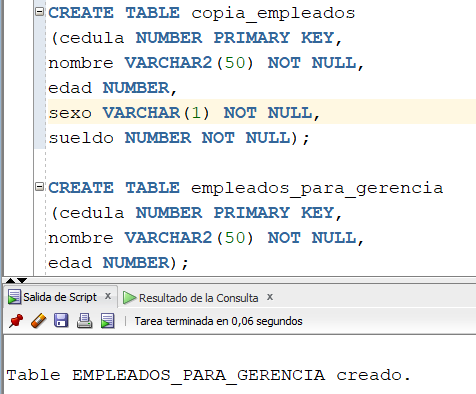 CREATE TABLE copia_empleados
(cedula NUMBER PRIMARY KEY,
nombre VARCHAR2(50) NOT NULL,
edad NUMBER,
sexo VARCHAR(1) NOT NULL,
sueldo NUMBER NOT NULL);
CREATE TABLE empleados_para_gerencia
(cedula NUMBER PRIMARY KEY,
nombre VARCHAR2(50) NOT NULL,
edad NUMBER);
Salida de Script x Resultado de la Consulta x
Tarea terminada en 0,06 segundos
Table EMPLEADOS_PARA_GERENCIA creado.